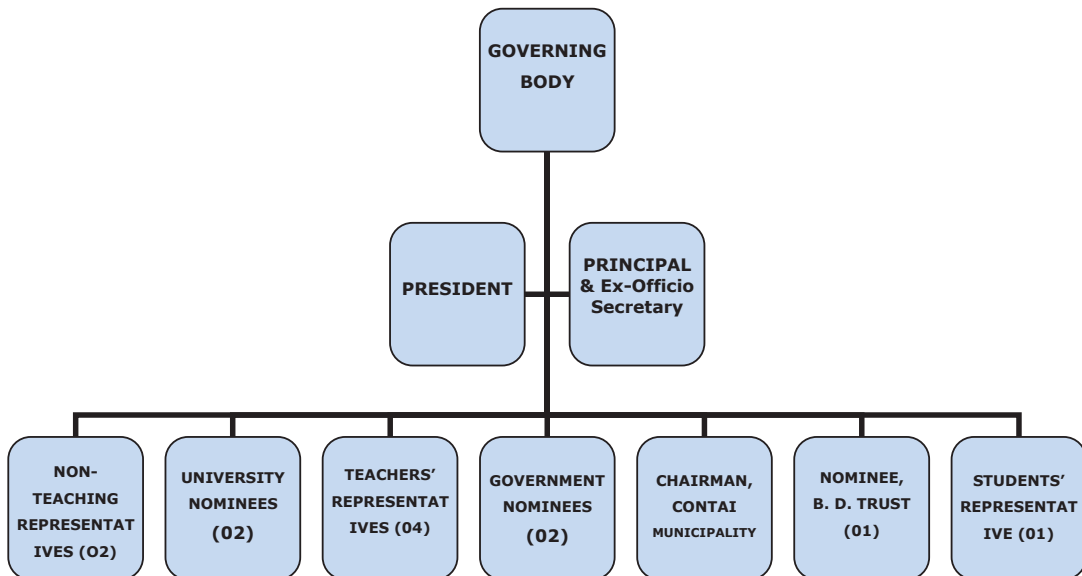 GOVERNING
BODY
PRESIDENT
PRINCIPAL
& Ex-Officio
Secretary
NON-
TEACHING
REPRESENTAT
IVES (O2)
UNIVERSITY
NOMINEES
(02)
TEACHERS’
REPRESENTAT
IVES (04)
GOVERNMENT
NOMINEES
(02)
CHAIRMAN,
CONTAI
MUNICIPALITY
NOMINEE,
B. D. TRUST
(01)
STUDENTS’
REPRESENTAT
IVE (01)